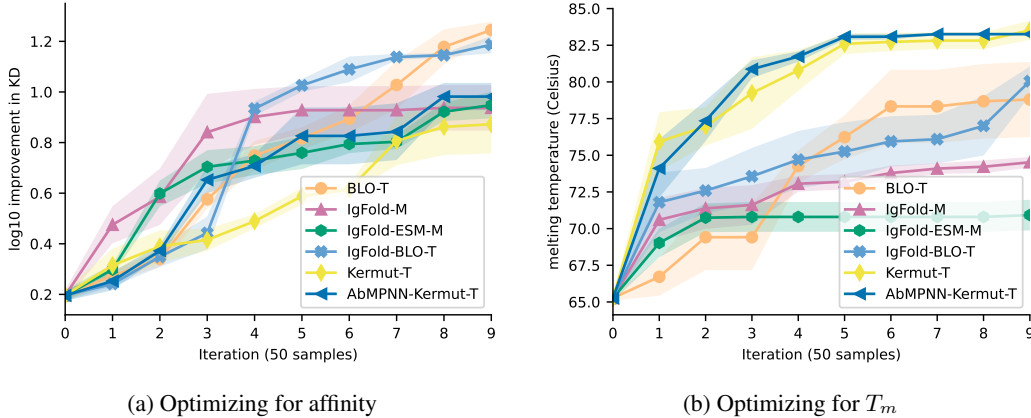 log10 improvement in KD
1.2
1.0
0.8
0.6
0.4
0.2
BLO-T
IgFold-M
IgFold-ESM-M
IgFold-BLO-T
Kermut-T
AbMPNN-Kermut-T
0 1 2 3 4 5 6 7 8 9
Iteration (50 samples)
(a) Optimizing for affinity
melting temperature (Celsius)
85.0
82.5
80.0
77.5
75.0
72.5
70.0
67.5
65.0
BLO-T
IgFold-M
IgFold-ESM-M
IgFold-BLO-T
Kermut-T
AbMPNN-Kermut-T
0 1 2 3 4 5 6 7 8 9
Iteration (50 samples)
(b) Optimizing for T_m